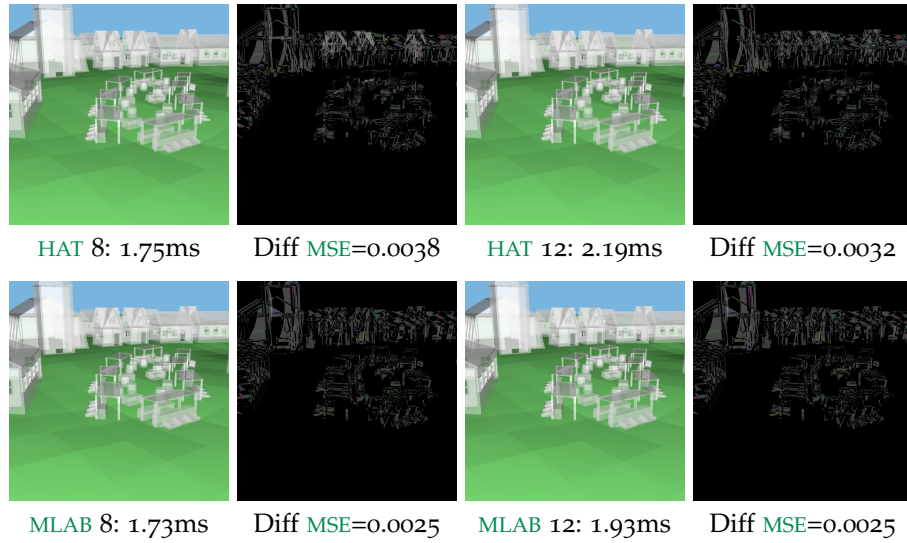 HAT 8: 1.75ms Diff MSE=0.0038 HAT 12: 2.19ms Diff MSE=0.0032
MLAB 8: 1.73ms Diff MSE=0.0025 MLAB 12: 1.93ms Diff MSE=0.0025